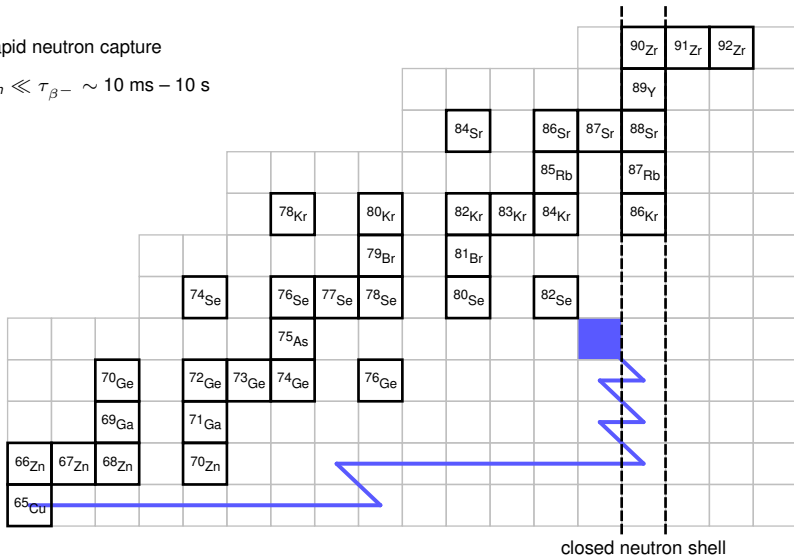 apid neutron capture
≪ τβ− ∼ 10 ms – 10 s
90Zr 91Zr 92Zr
89Y
84Sr 86Sr 87Sr 88Sr
85Rb 87Rb
78Kr 80Kr 82Kr 83Kr 84Kr 86Kr
79Br 81Br
74Se 76Se 77Se 78Se 80Se 82Se
75As
70Ge 72Ge 73Ge 74Ge 76Ge
69Ga 71Ga
66Zn 67Zn 68Zn 70Zn
65Cu
closed neutron shell